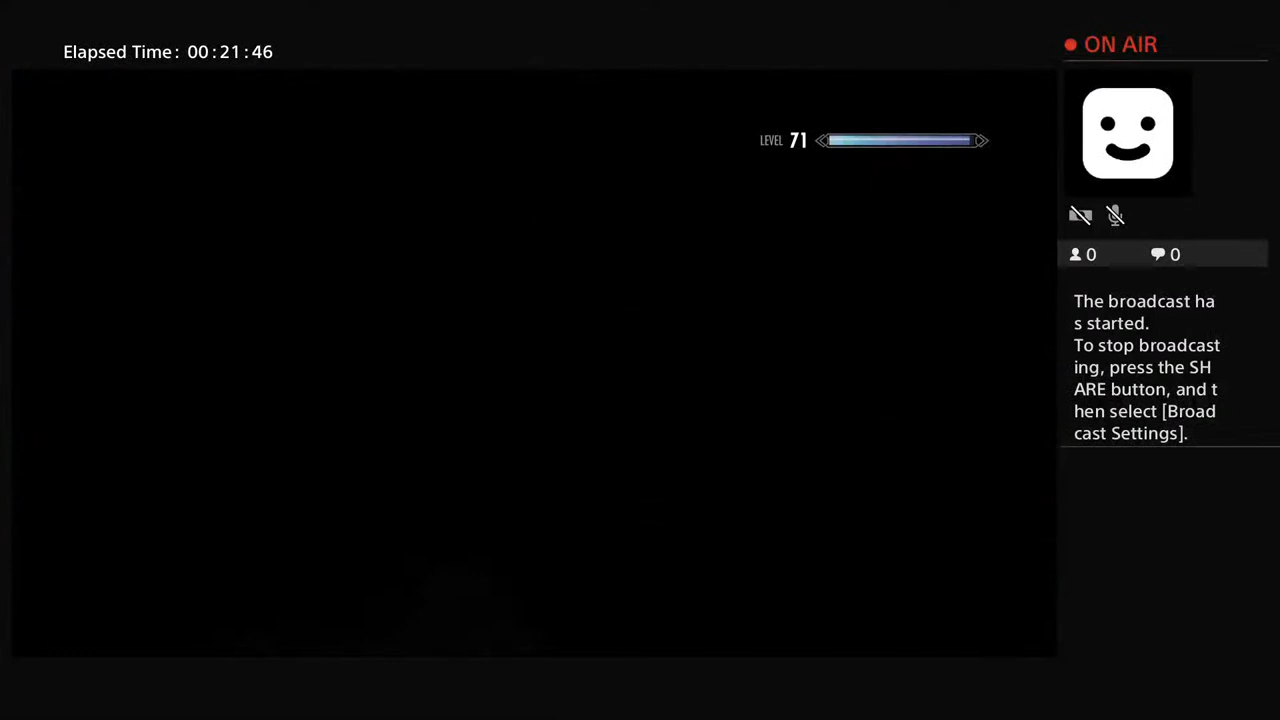 Elapsed Time: 00:21:46
ON AIR
LEVEL 71
0 0
The broadcast ha
s started.
To stop broadcast
ing, press the SH
ARE button, and t
hen select [Broad
cast Settings].